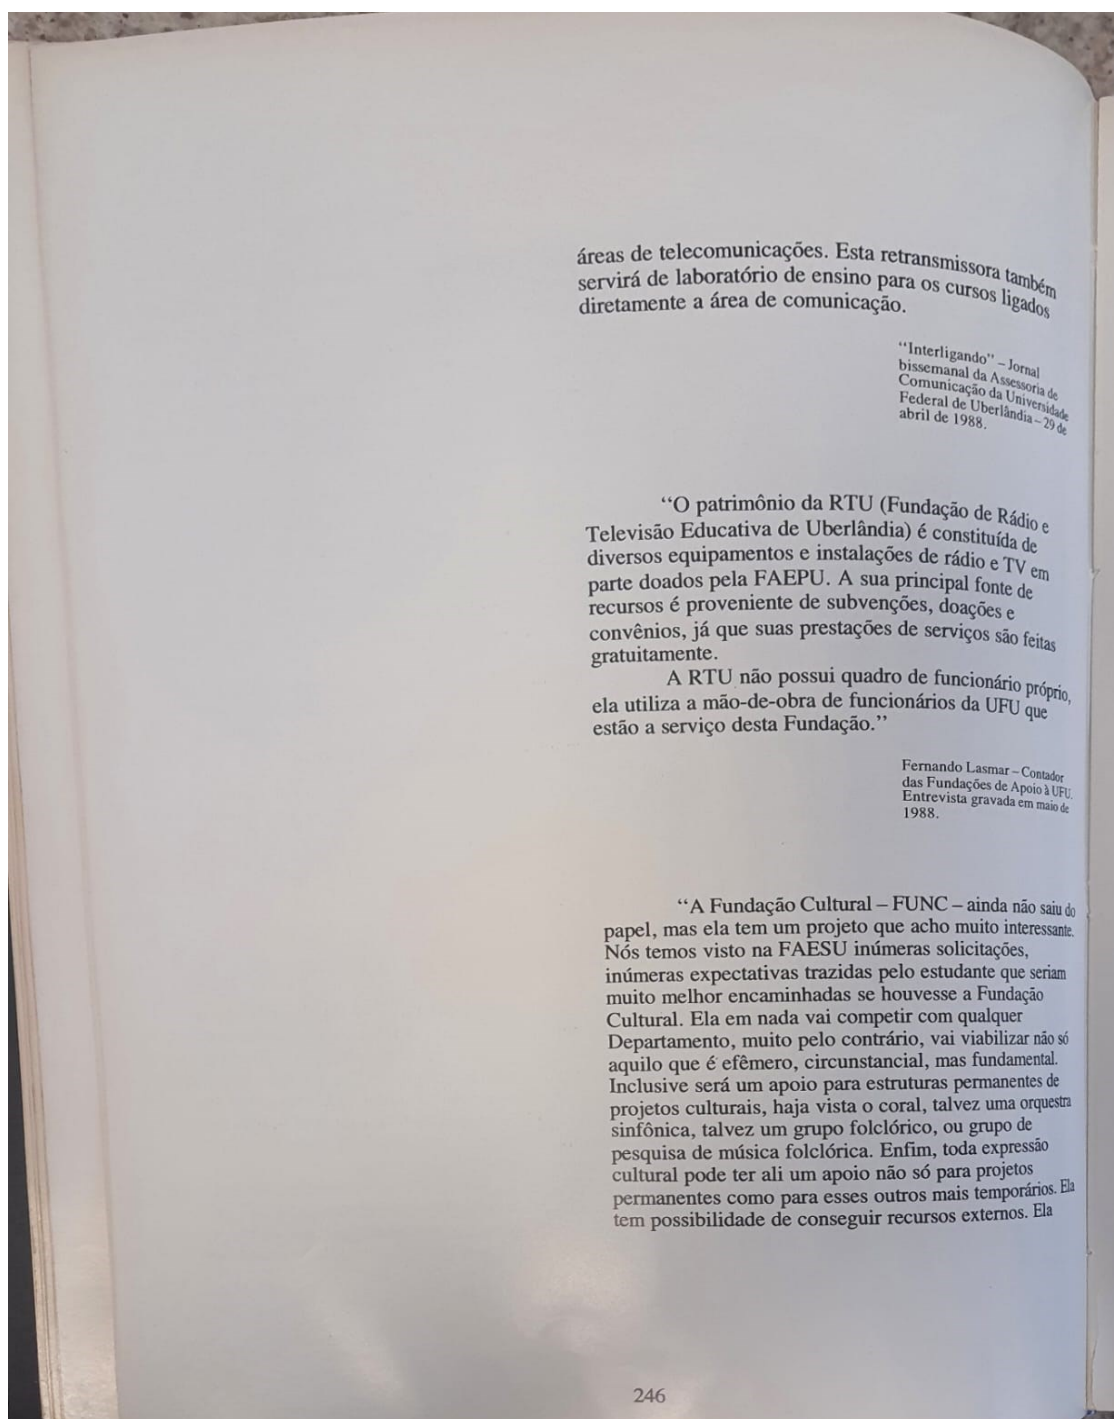 áreas de telecomunicações. Esta retransmissora também
servirá de laboratório de ensino para os cursos ligados
diretamente a área de comunicação.
“Interligando” – Jornal
bissemanal da Assessoria de
Comunicação da Universidade
Federal de Uberlândia – 29 de
abril de 1988.
“O patrimônio da RTU (Fundação de Rádio e
Televisão Educativa de Uberlândia) é constituída de
diversos equipamentos e instalações de rádio e TV em
parte doados pela FAEPU. A sua principal fonte de
recursos é proveniente de subvenções, doações e
convênios, já que suas prestações de serviços são feitas
gratuitamente.
A RTU não possui quadro de funcionário próprio,
ela utiliza a mão-de-obra de funcionários da UFU que
estão a serviço desta Fundação.”
Fernando Lasmar – Contador
das Fundações de Apoio à UFU.
Entrevista gravada em maio de
1988.
“A Fundação Cultural – FUNC – ainda não saiu do
papel, mas ela tem um projeto que acho muito interessante.
Nós temos visto na FAESU inúmeras solicitações,
inúmeras expectativas trazidas pelo estudante que seriam
muito melhor encaminhadas se houvesse a Fundação
Cultural. Ela em nada vai competir com qualquer
Departamento, muito pelo contrário, vai viabilizar não só
aquilo que é efêmero, circunstancial, mas fundamental.
Inclusive será um apoio para estruturas permanentes de
projetos culturais, haja vista o coral, talvez uma orquestra
sinfônica, talvez um grupo folclórico, ou grupo de
pesquisa de música folclórica. Enfim, toda expressão
cultural pode ter ali um apoio não só para projetos
permanentes como para esses outros mais temporários. Ela
tem possibilidade de conseguir recursos externos. Ela
246